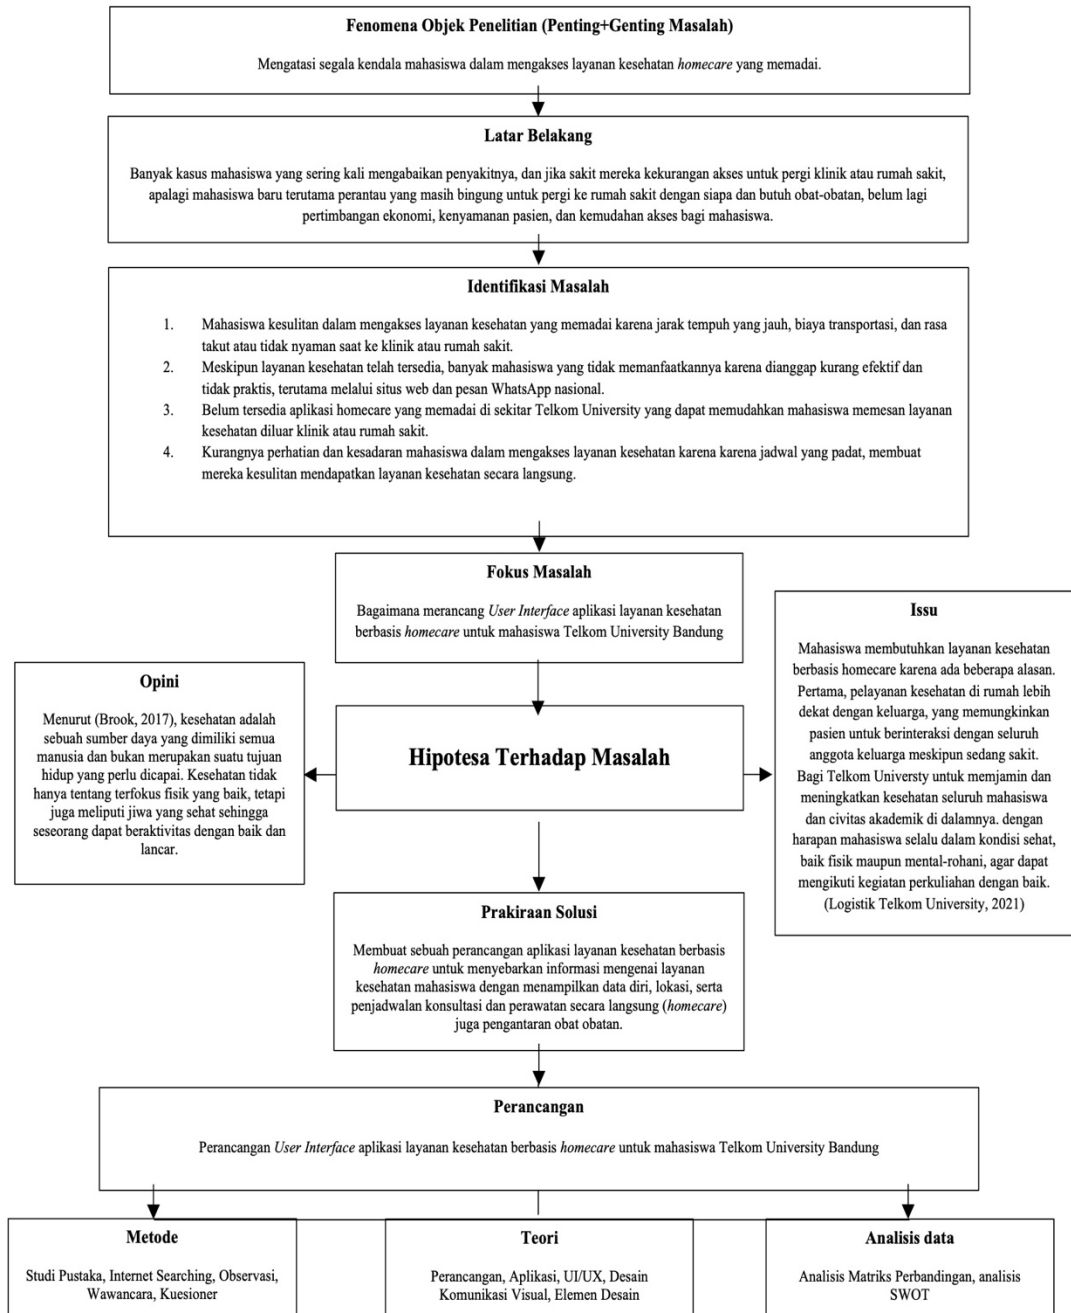 Fenomena Objek Penelitian (Penting+Genting Masalah)
Mengatasi segala kendala mahasiswa dalam mengakses layanan kesehatan homecare yang memadai.
Latar Belakang
Banyak kasus mahasiswa yang sering kali mengabaikan penyakitnya, dan jika sakit mereka kekurangan akses untuk pergi klinik atau rumah sakit,
apalagi mahasiswa baru terutama perantau yang masih bingung untuk pergi ke rumah sakit dengan siapa dan butuh obat-obatan, belum lagi
pertimbangan ekonomi, kenyamanan pasien, dan kemudahan akses bagi mahasiswa.
Identifikasi Masalah
1. Mahasiswa kesulitan dalam mengakses layanan kesehatan yang memadai karena jarak tempuh yang jauh, biaya transportasi, dan rasa
takut atau tidak nyaman saat ke klinik atau rumah sakit.
2. Meskipun layanan kesehatan telah tersedia, banyak mahasiswa yang tidak memanfaatkannya karena dianggap kurang efektif dan
tidak praktis, terutama melalui situs web dan pesan WhatsApp nasional.
3. Belum tersedia aplikasi homecare yang memadai di sekitar Telkom University yang dapat memudahkan mahasiswa memesan layanan
kesehatan diluar klinik atau rumah sakit.
4. Kurangnya perhatian dan kesadaran mahasiswa dalam mengakses layanan kesehatan karena karena jadwal yang padat, membuat
mereka kesulitan mendapatkan layanan kesehatan secara langsung.
Fokus Masalah
Bagaimana merancang User Interface aplikasi layanan kesehatan
berbasis homecare untuk mahasiswa Telkom University Bandung
Opini
Menurut (Brook, 2017), kesehatan adalah
sebuah sumber daya yang dimiliki semua
manusia dan bukan merupakan suatu tujuan
hidup yang perlu dicapai. Kesehatan tidak
hanya tentang terfokus fisik yang baik, tetapi
juga meliputi jiwa yang sehat sehingga
seseorang dapat beraktivitas dengan baik dan
lancar.
Hipotesa Terhadap Masalah
Issu
Mahasiswa membutuhkan layanan kesehatan
berbasis homecare karena ada beberapa alasan.
Pertama, pelayanan kesehatan di rumah lebih
dekat dengan keluarga, yang memungkinkan
pasien untuk berinteraksi dengan seluruh
anggota keluarga meskipun sedang sakit.
Bagi Telkom Universty untuk memjamin dan
meningkatkan kesehatan seluruh mahasiswa
dan civitas akademik di dalamnya. dengan
harapan mahasiswa selalu dalam kondisi sehat,
baik fisik maupun mental-rohani, agar dapat
mengikuti kegiatan perkuliahan dengan baik.
(Logistik Telkom University, 2021)
Prakiraan Solusi
Membuat sebuah perancangan aplikasi layanan kesehatan berbasis
homecare untuk menyebarkan informasi mengenai layanan
kesehatan mahasiswa dengan menampilkan data diri, lokasi, serta
penjadwalan konsultasi dan perawatan secara langsung (homecare)
juga pengantaran obat obatan.
Perancangan
Perancangan User Interface aplikasi layanan kesehatan berbasis homecare untuk mahasiswa Telkom University Bandung
Metode
Studi Pustaka, Internet Searching, Observasi,
Wawancara, Kuesioner
Teori
Perancangan, Aplikasi, UI/UX, Desain
Komunikasi Visual, Elemen Desain
Analisis data
Analisis Matriks Perbandingan, analisis
SWOT